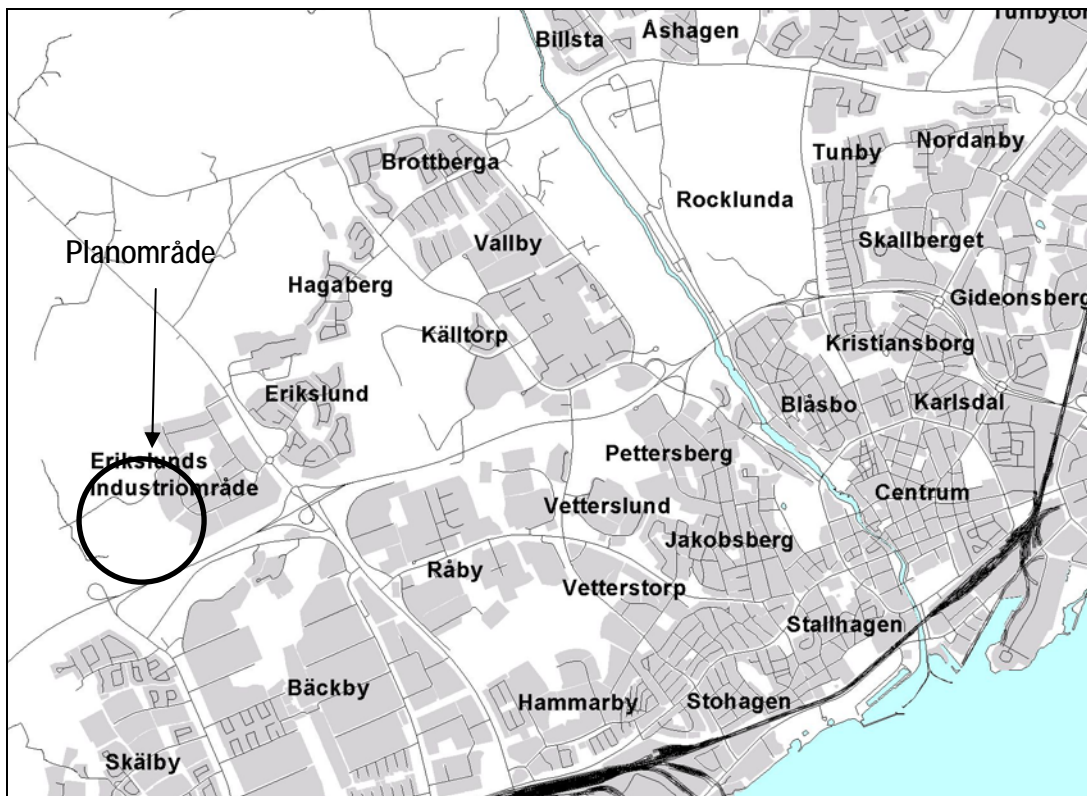 Tunbytor
Billsta
Åshagen
Brottberga
Tunby
Nordanby
Rocklunda
Planområde
Vallby
Skallberget
Hagaberg
Gideonsberg
Källtorp
Kristiansborg
Erikslund
Blåsbo
Karlsdal
Pettersberg
Erikslunds
Industriområde
Centrum
Vetterslund
Jakobsberg
Råby
Vetterstorp
Stallhagen
Bäckby
Hammarby
Stohagen
Skälby